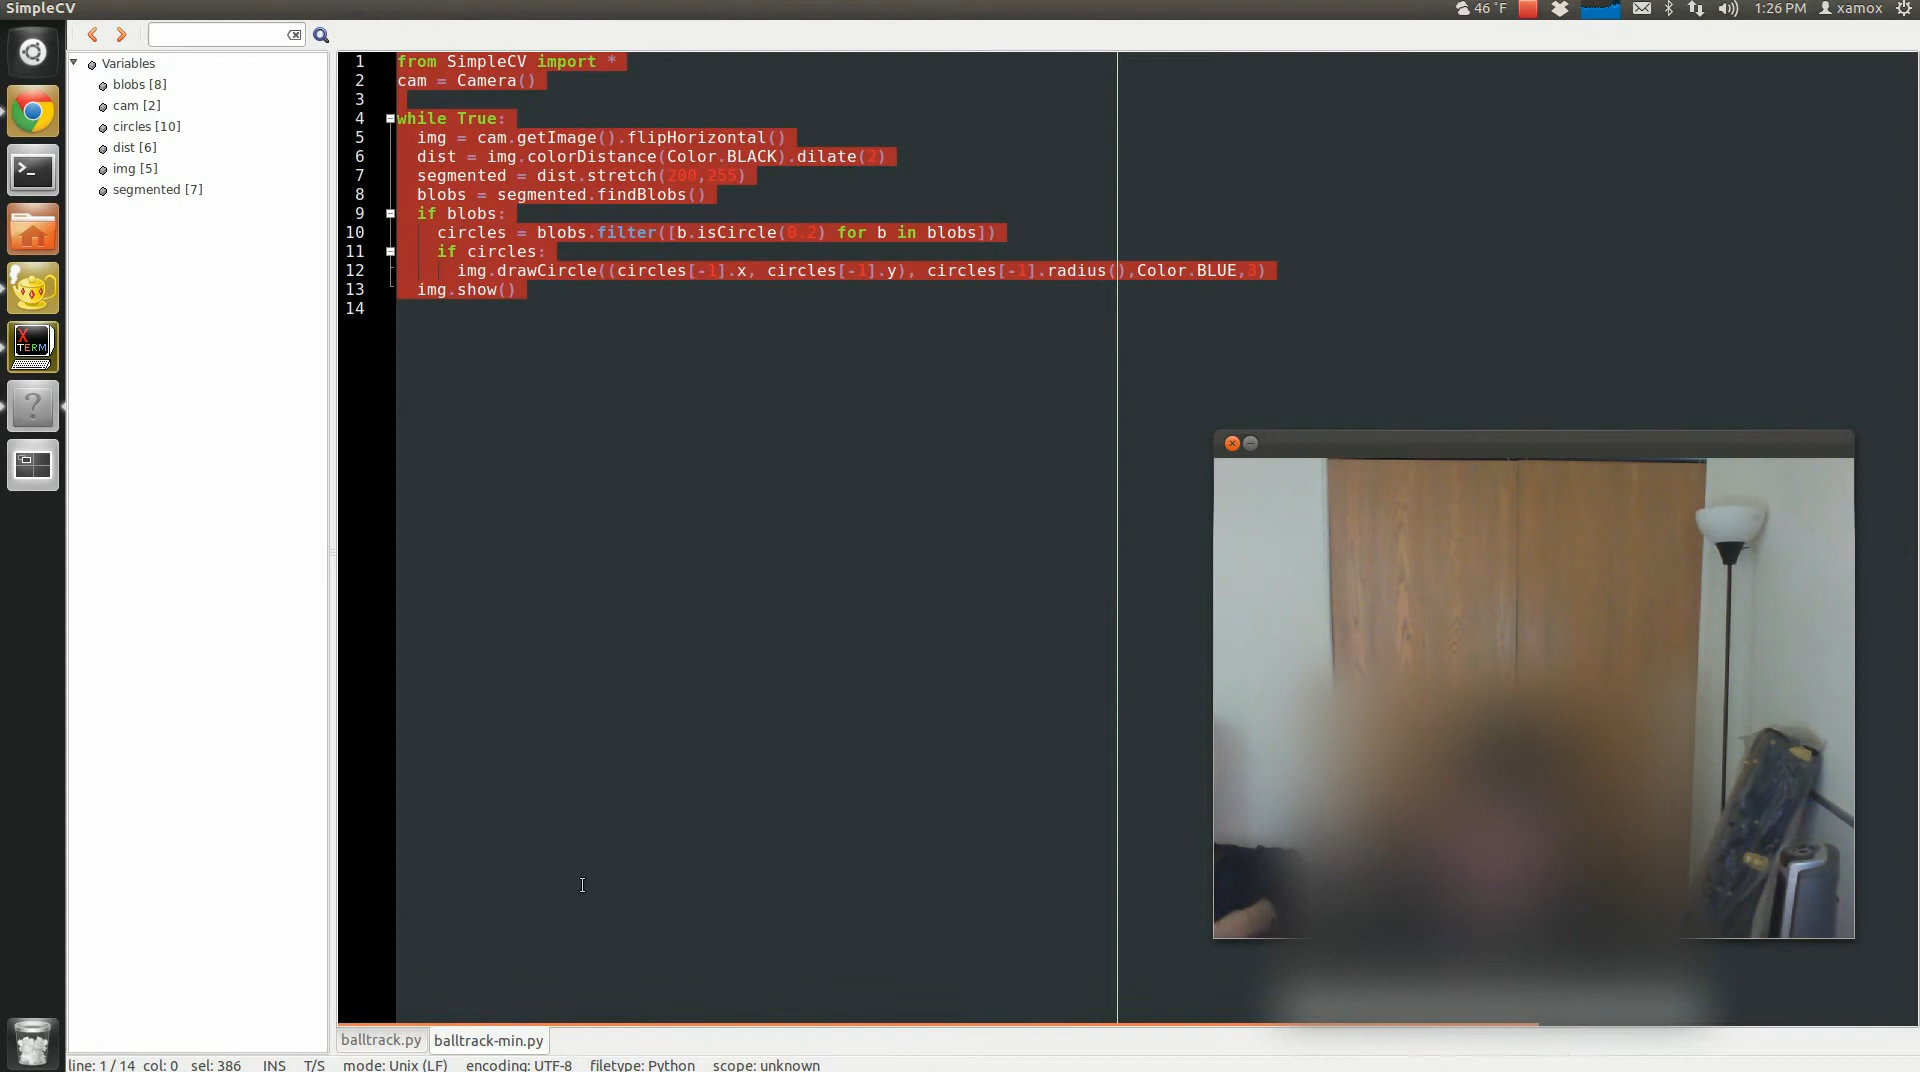 SimpleCV
46 °F
1:26 PM
xamox
Variables
blobs [8]
cam [2]
circles [10]
dist [6]
img [5]
segmented [7]
1 from SimpleCV import *
2 cam = Camera()
3
4 while True:
5 img = cam.getImage().flipHorizontal()
6 dist = img.colorDistance(Color.BLACK).dilate(2)
7 segmented = dist.stretch(200,255)
8 blobs = segmented.findBlobs()
9 if blobs:
10 circles = blobs.filter([b.isCircle(0.2) for b in blobs])
11 if circles:
12 img.drawCircle((circles[-1].x, circles[-1].y), circles[-1].radius(),Color.BLUE,3)
13 img.show()
14
X
TERM
balltrack.py
balltrack-min.py
line: 1 / 14 col: 0 sel: 386 INS T/S mode: Unix (LF) encoding: UTF-8 filetype: Python scope: unknown